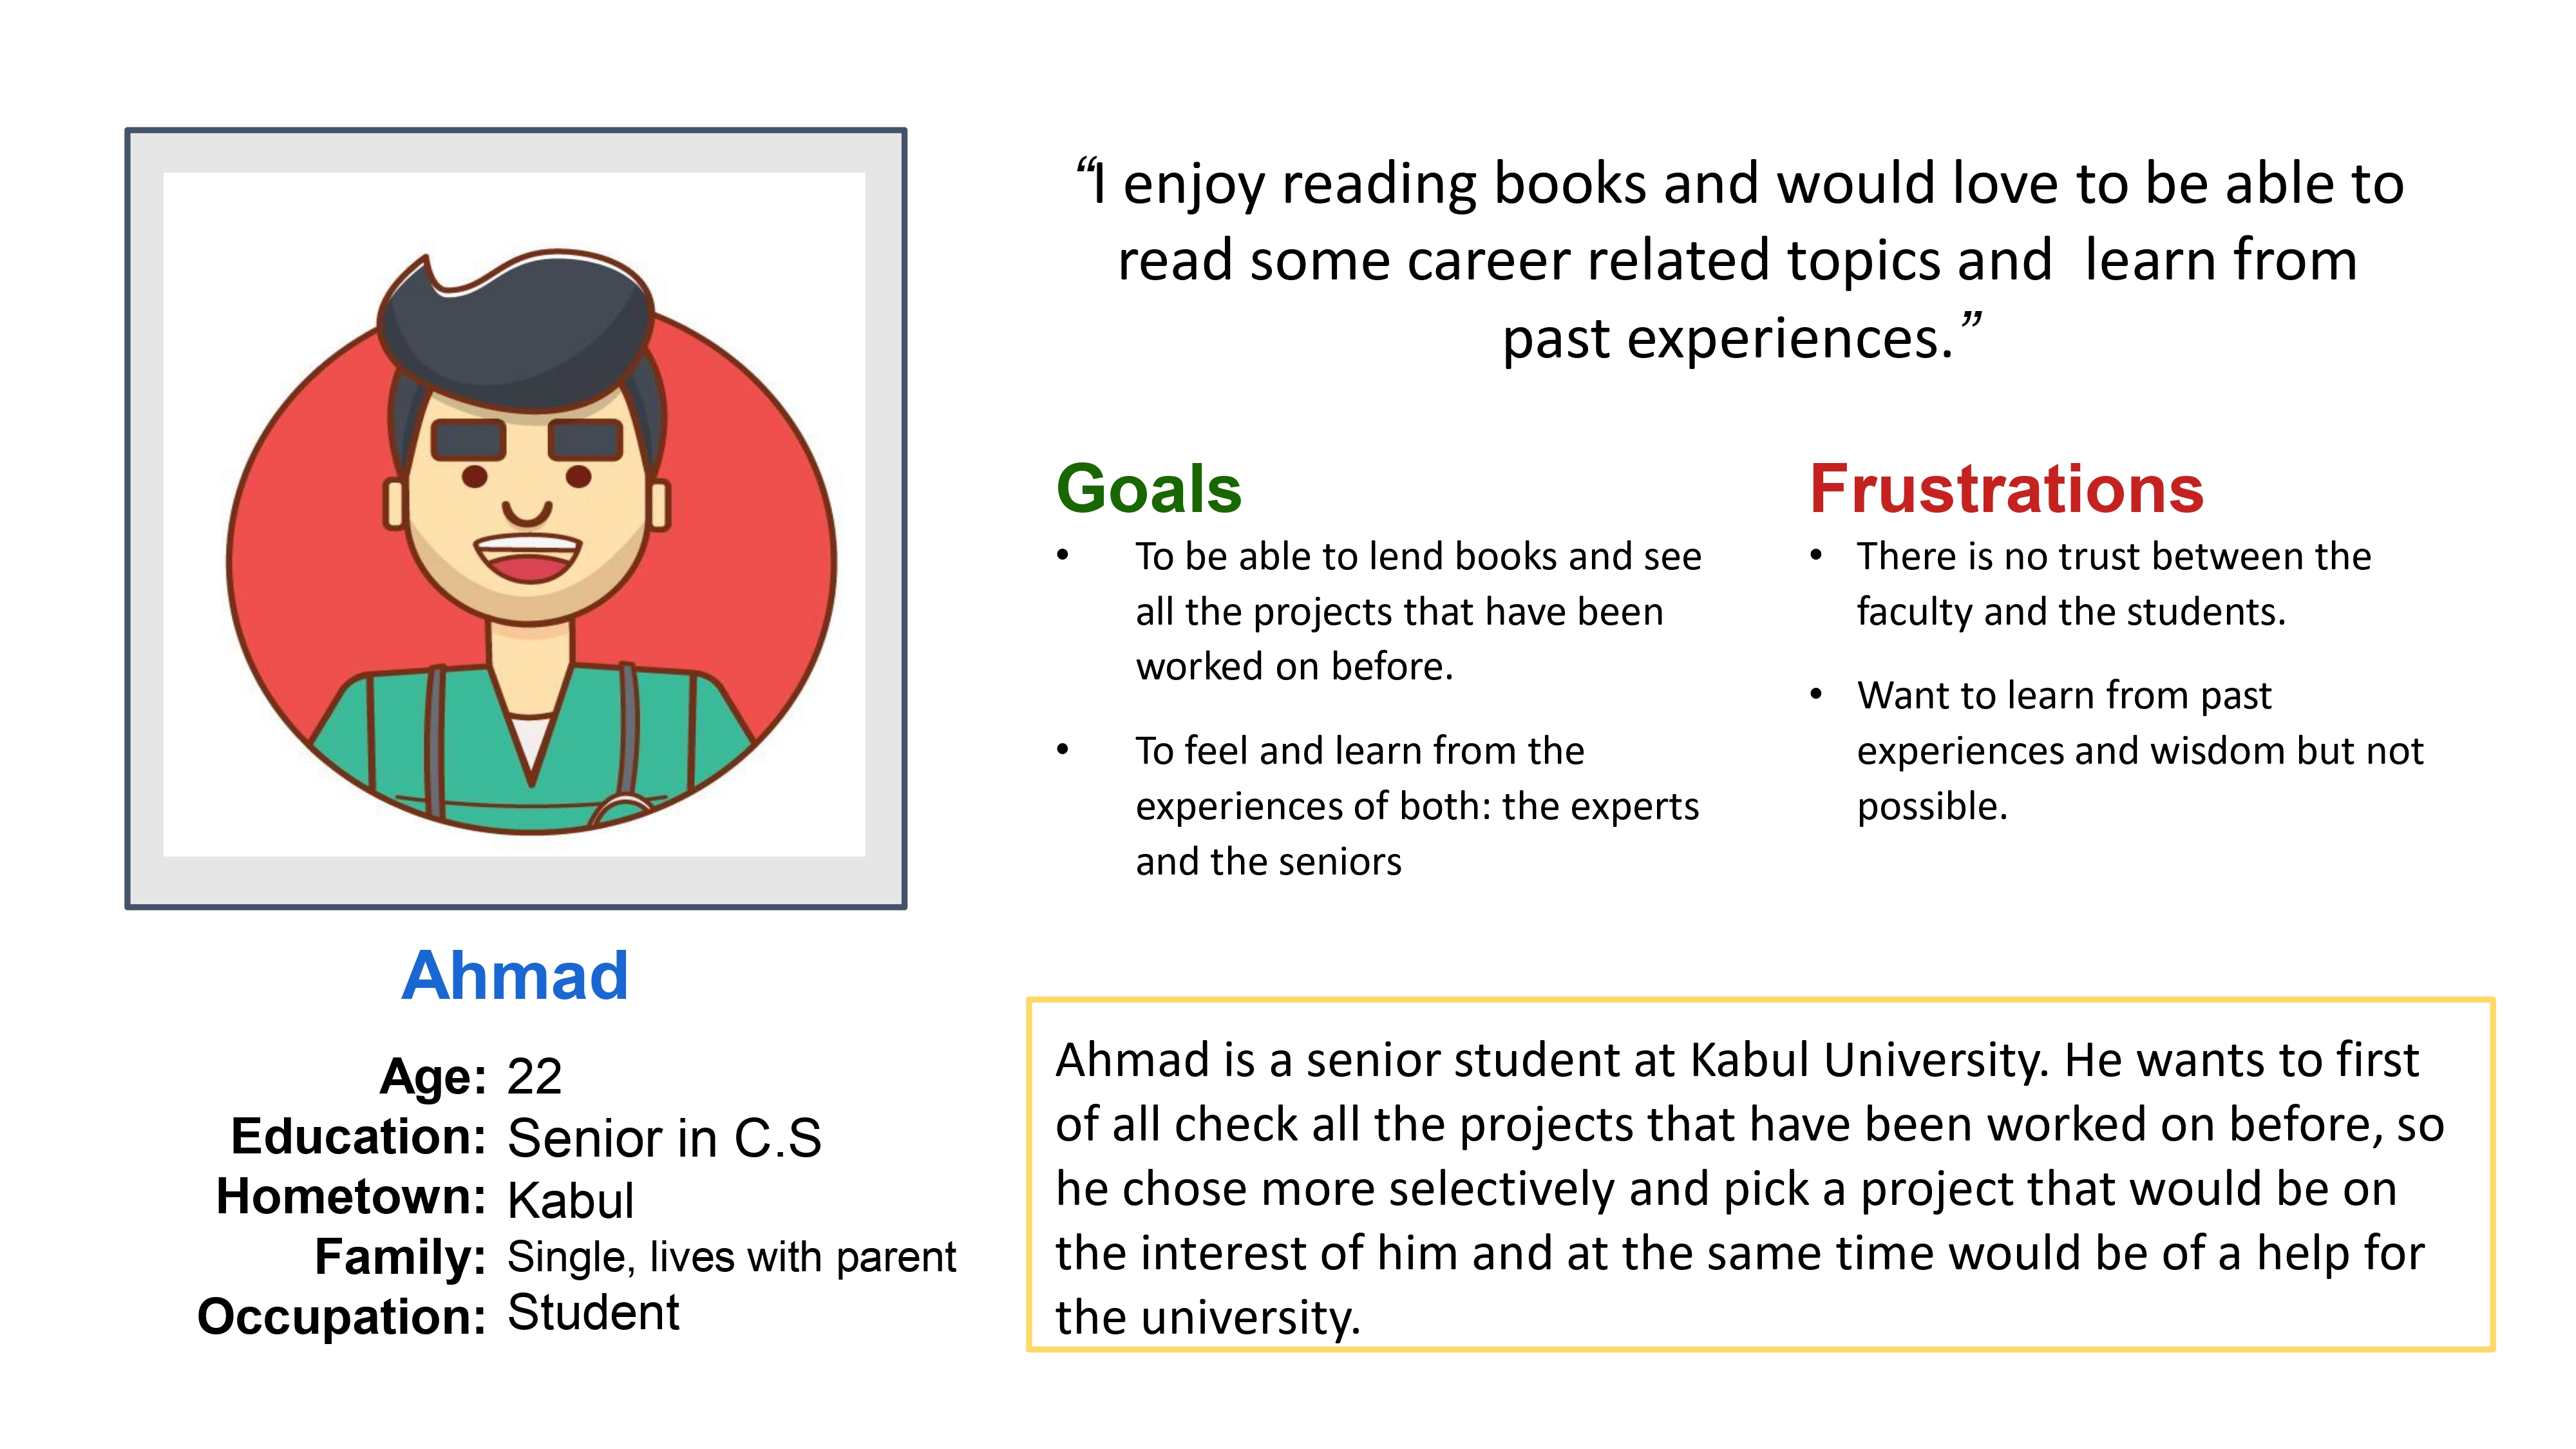 “I enjoy reading books and would love to be able to
read some career related topics and  learn from
past experiences.”
Goals
• To be able to lend books and see
all the projects that have been
worked on before.
• To feel and learn from the
experiences of both: the experts
and the seniors
Frustrations
• There is no trust between the
faculty and the students.
• Want to learn from past
experiences and wisdom but not
possible.
Ahmad
Age: 22
Education: Senior in C.S
Hometown: Kabul
Family: Single, lives with parent
Occupation: Student
Ahmad is a senior student at Kabul University. He wants to first
of all check all the projects that have been worked on before, so
he chose more selectively and pick a project that would be on
the interest of him and at the same time would be of a help for
the university.